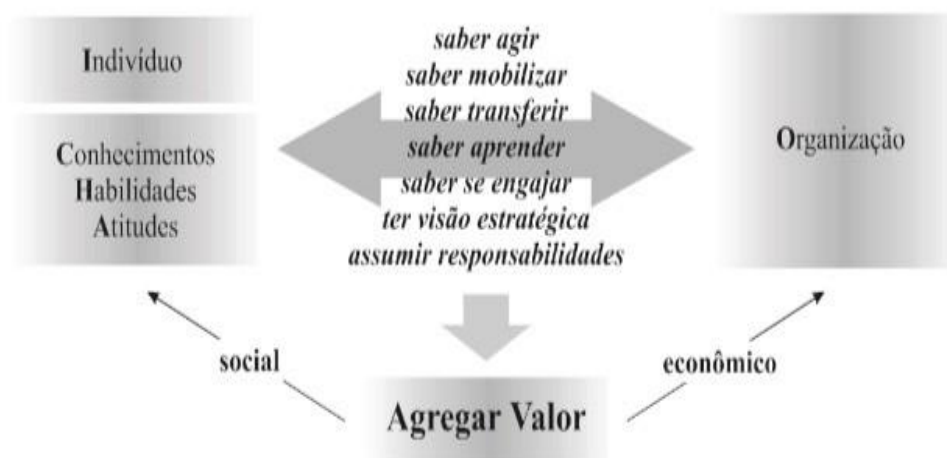 Indivíduo
Conhecimentos
Habilidades
Atitudes
saber agir
saber mobilizar
saber transferir
saber aprender
saber se engajar
ter visão estratégica
assumir responsabilidades
Organização
social
econômico
Agregar Valor